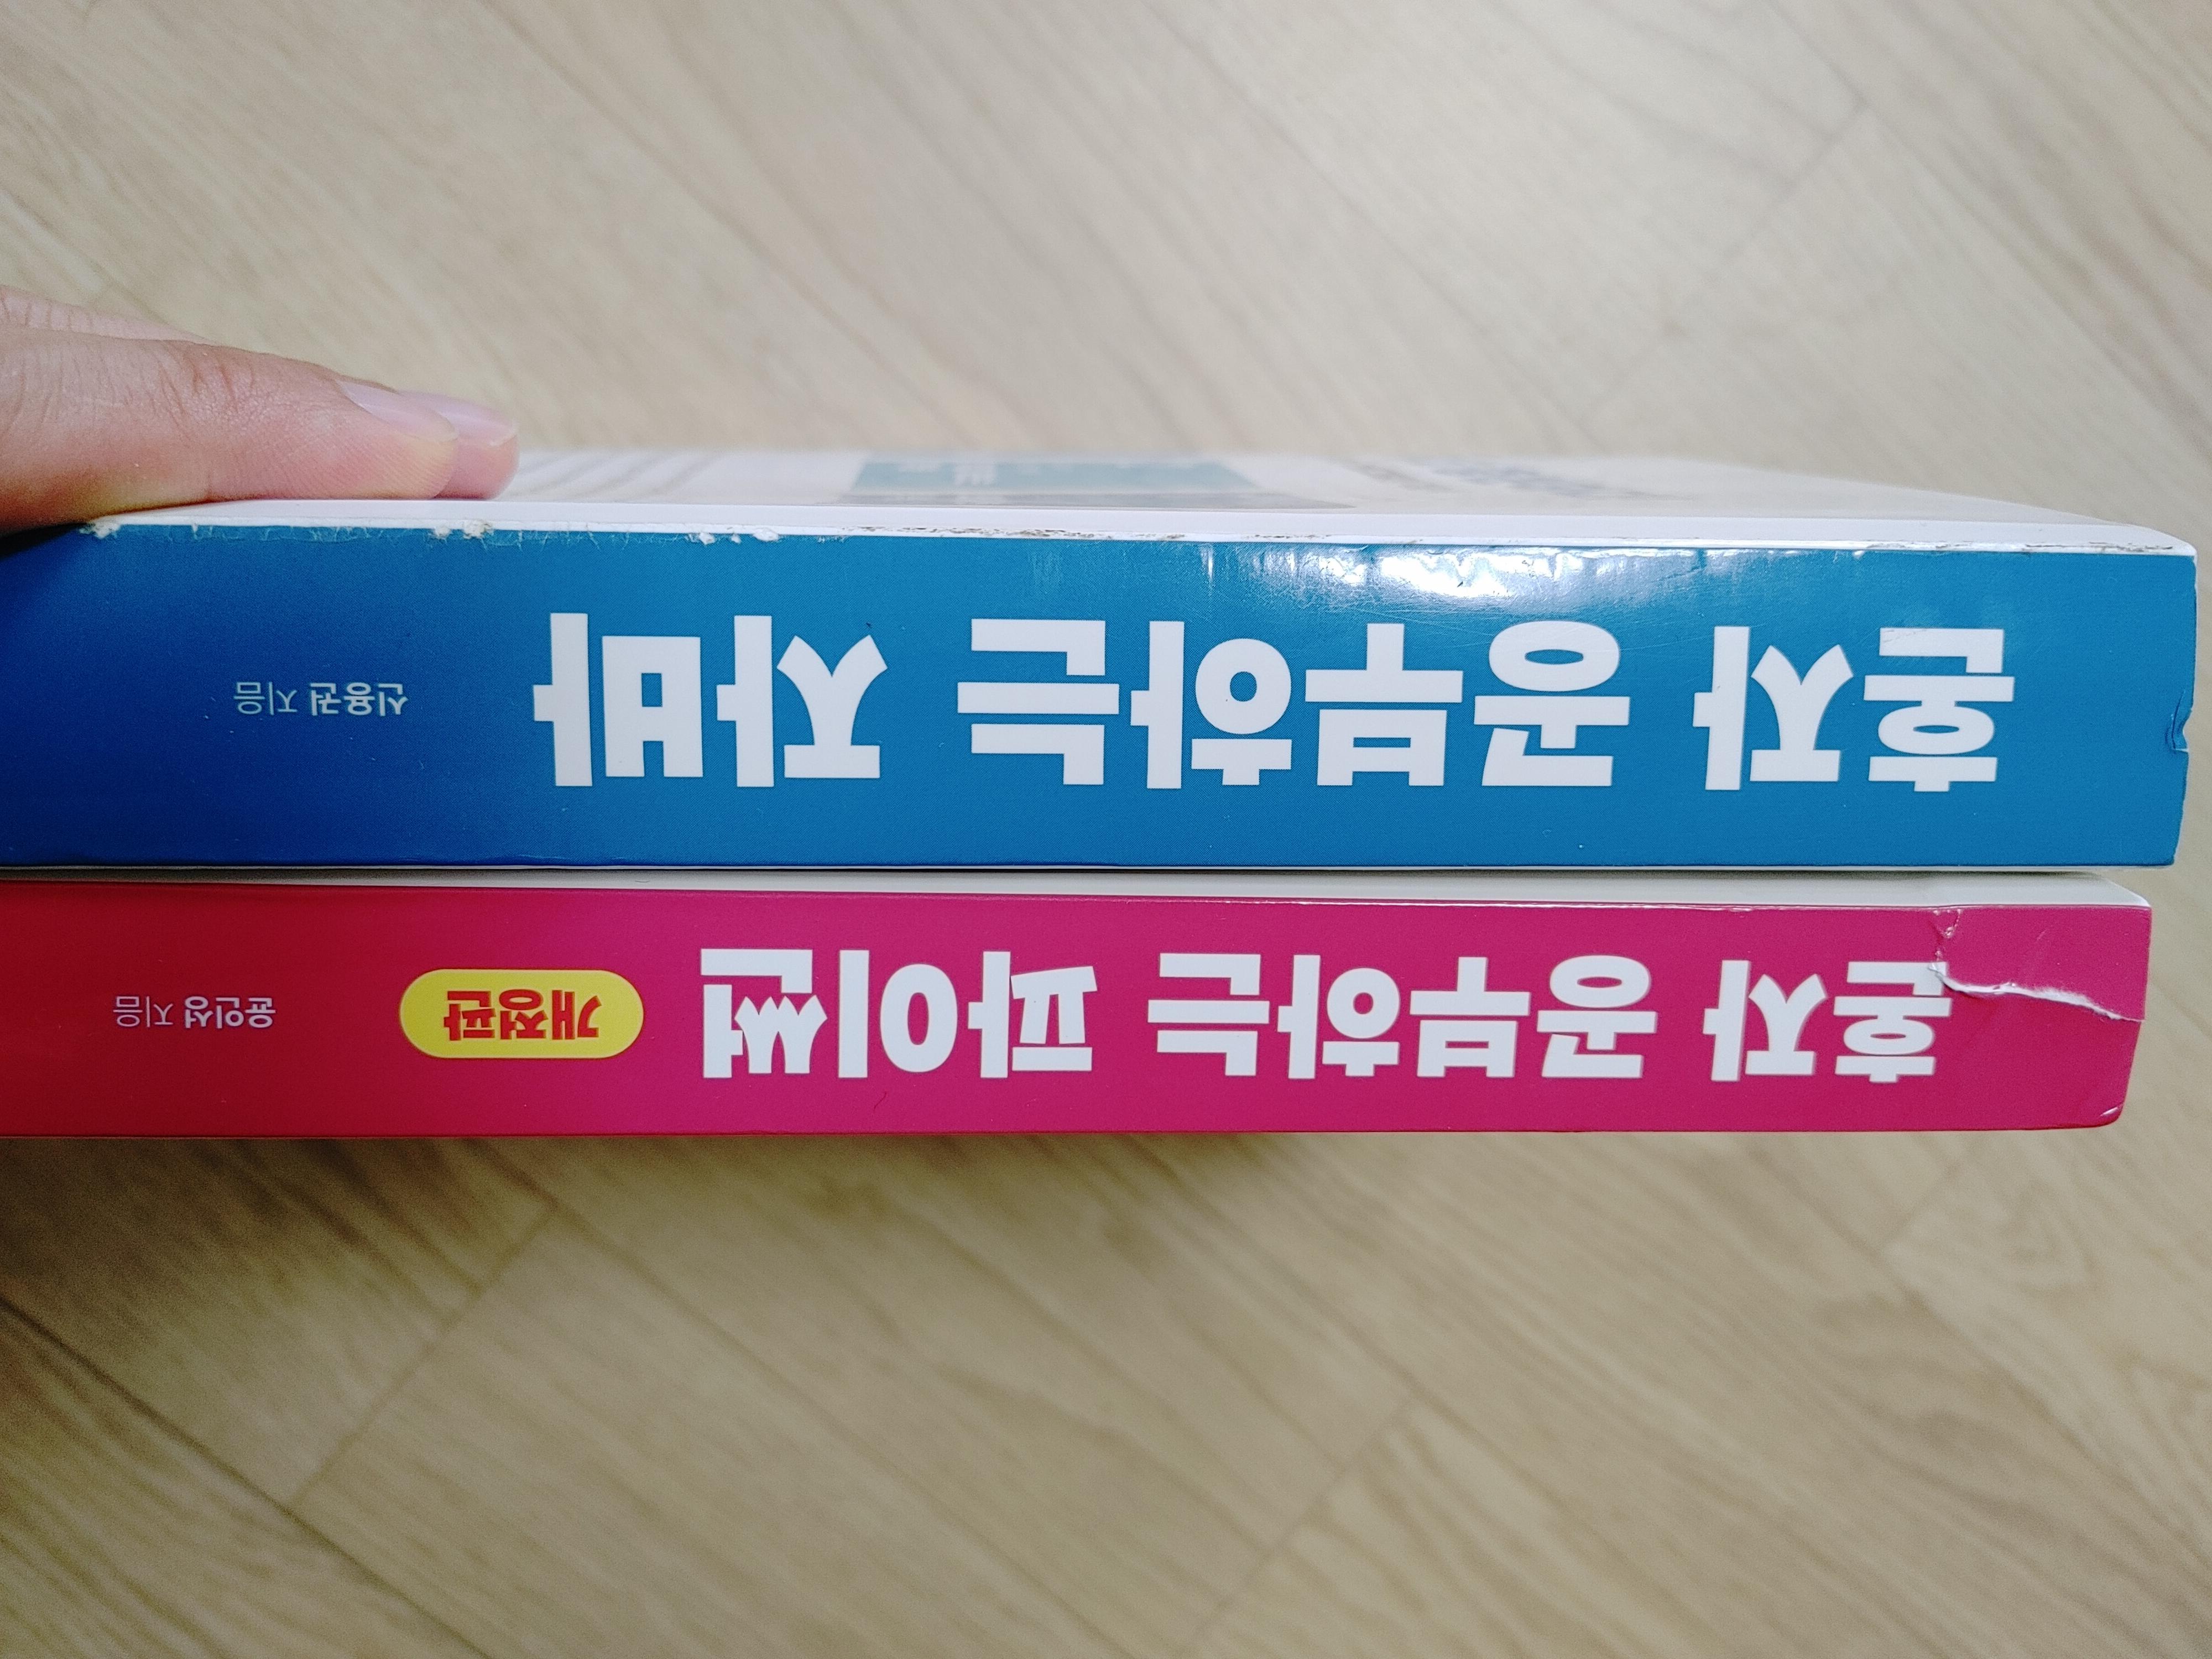 혼자 공부하는 자바 신용권 지음
혼자 공부하는 파이썬 개정판 윤인성 지음